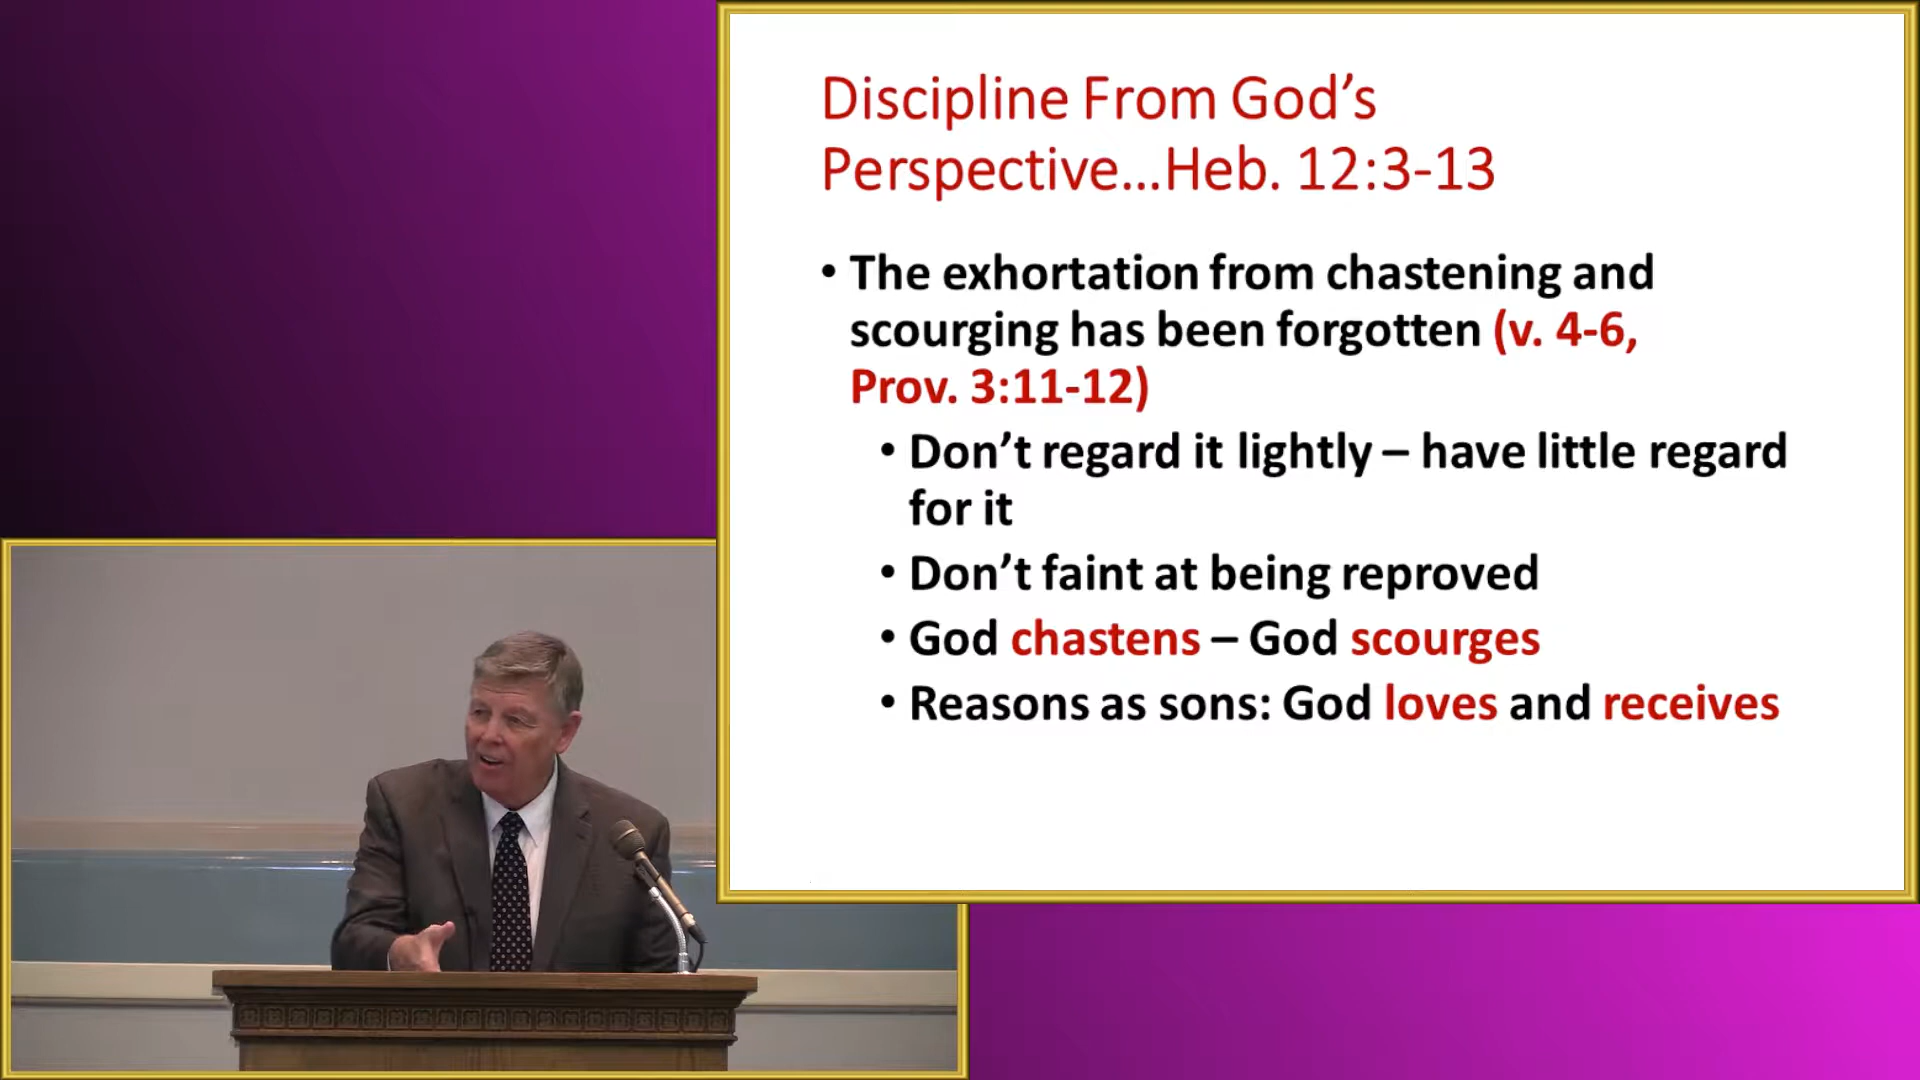 Discipline From God’s
Perspective...Heb. 12:3-13
• The exhortation from chastening and
scourging has been forgotten (v. 4-6,
Prov. 3:11-12)
• Don’t regard it lightly – have little regard
for it
• Don’t faint at being reproved
• God chastens – God scourges
• Reasons as sons: God loves and receives